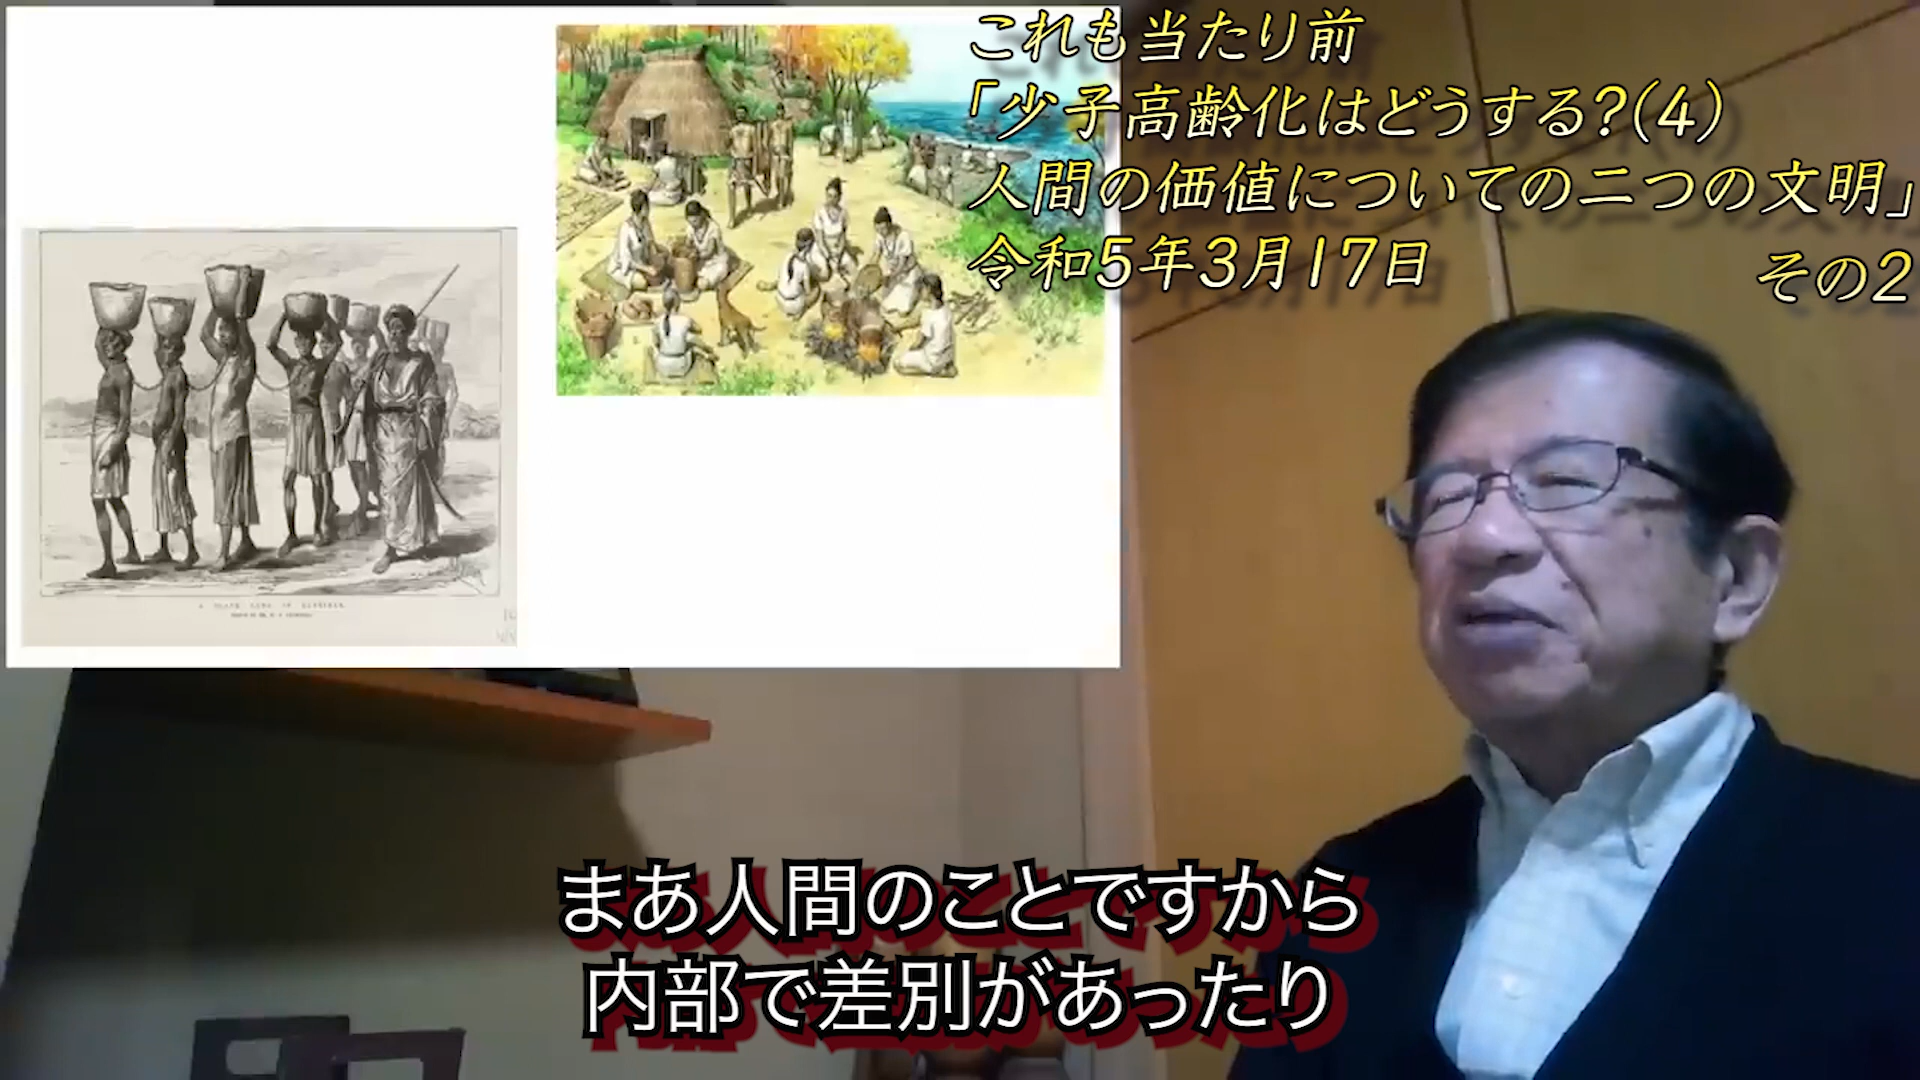 これも当たり前
「少子高齢化はどうする?(4)
人間の価値についての二つの文明」
令和5年3月17日
その2
まあ人間のことですから
内部で差別があったり